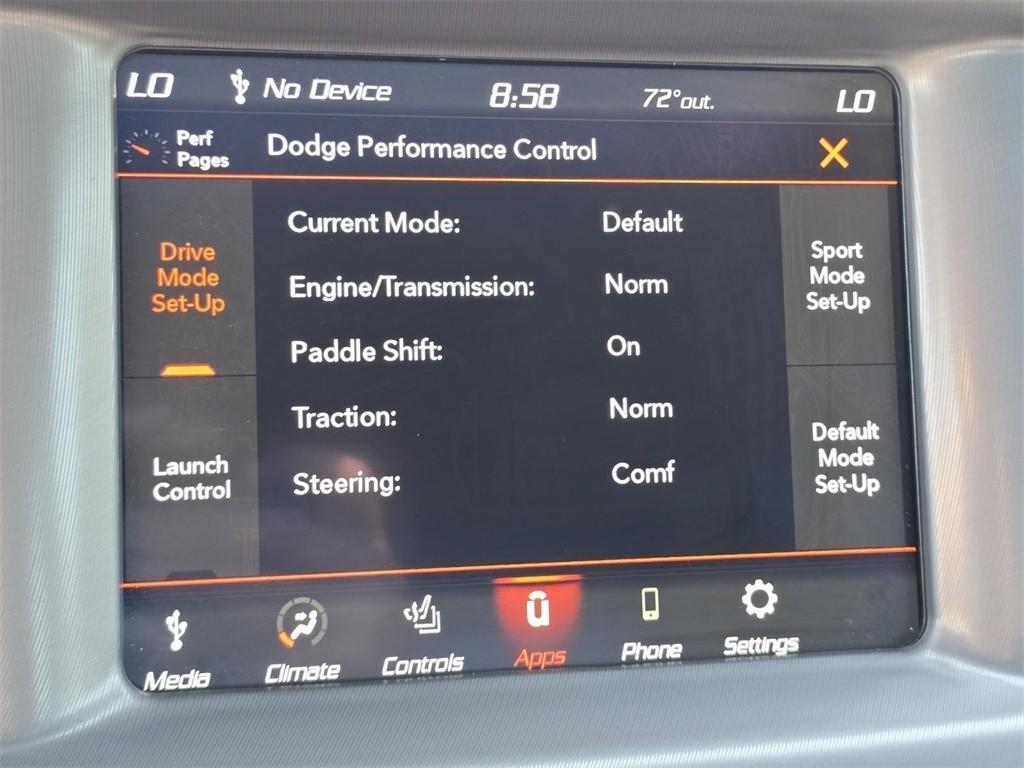 LO No Device 8:58 72°out. LO
Perf
Pages
Dodge Performance Control
Drive
Mode
Set-Up
Launch
Control
Current Mode: Default
Engine/Transmission: Norm
Paddle Shift: On
Traction: Norm
Steering: Comf
Sport
Mode
Set-Up
Default
Mode
Set-Up
Media Climate Controls Apps Phone Settings